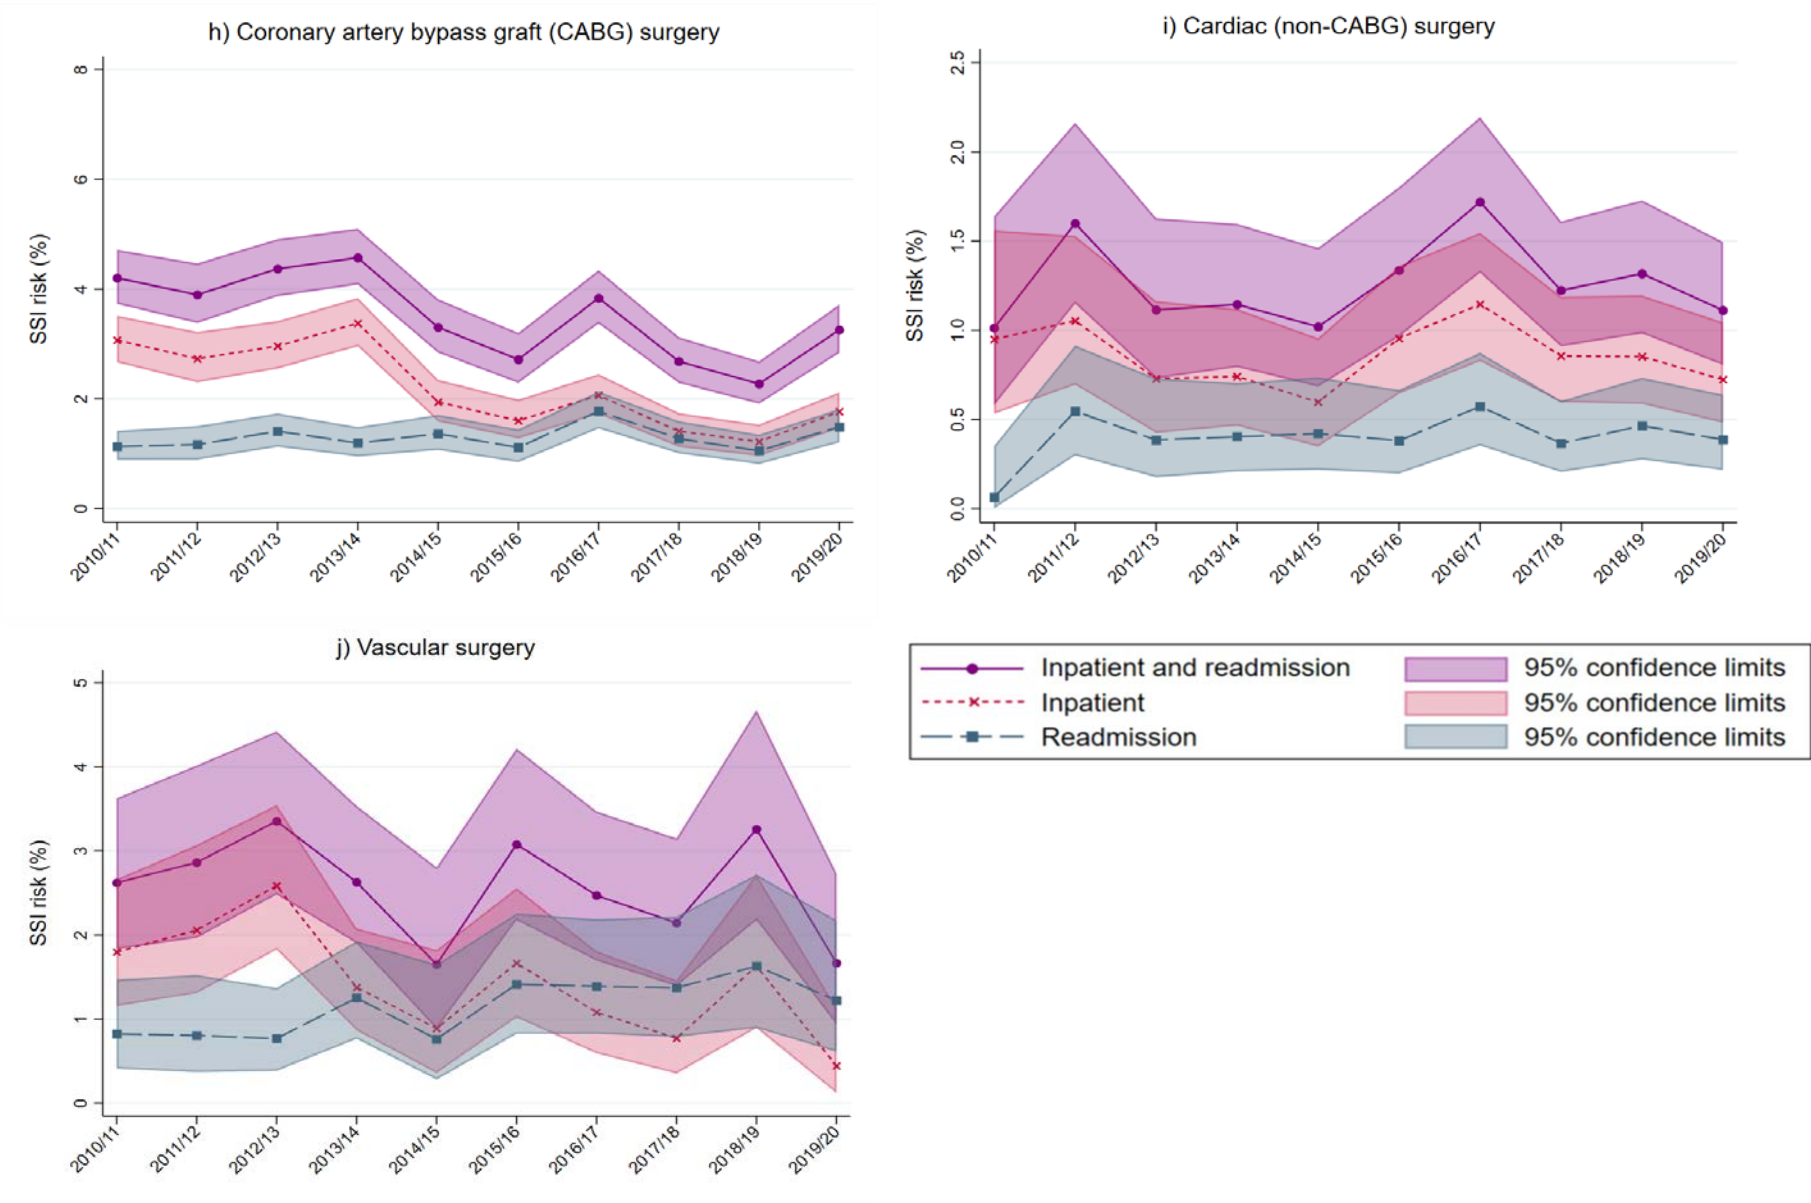 h) Coronary artery bypass graft (CABG) surgery
SSI risk (%)
8
6
4
2
0
2010/11 2011/12 2012/13 2013/14 2014/15 2015/16 2016/17 2017/18 2018/19 2019/20
i) Cardiac (non-CABG) surgery
SSI risk (%)
2.5
2.0
1.5
1.0
0.5
0.0
2010/11 2011/12 2012/13 2013/14 2014/15 2015/16 2016/17 2017/18 2018/19 2019/20
j) Vascular surgery
SSI risk (%)
5
4
3
2
1
0
2010/11 2011/12 2012/13 2013/14 2014/15 2015/16 2016/17 2017/18 2018/19 2019/20
Inpatient and readmission 95% confidence limits
Inpatient 95% confidence limits
Readmission 95% confidence limits